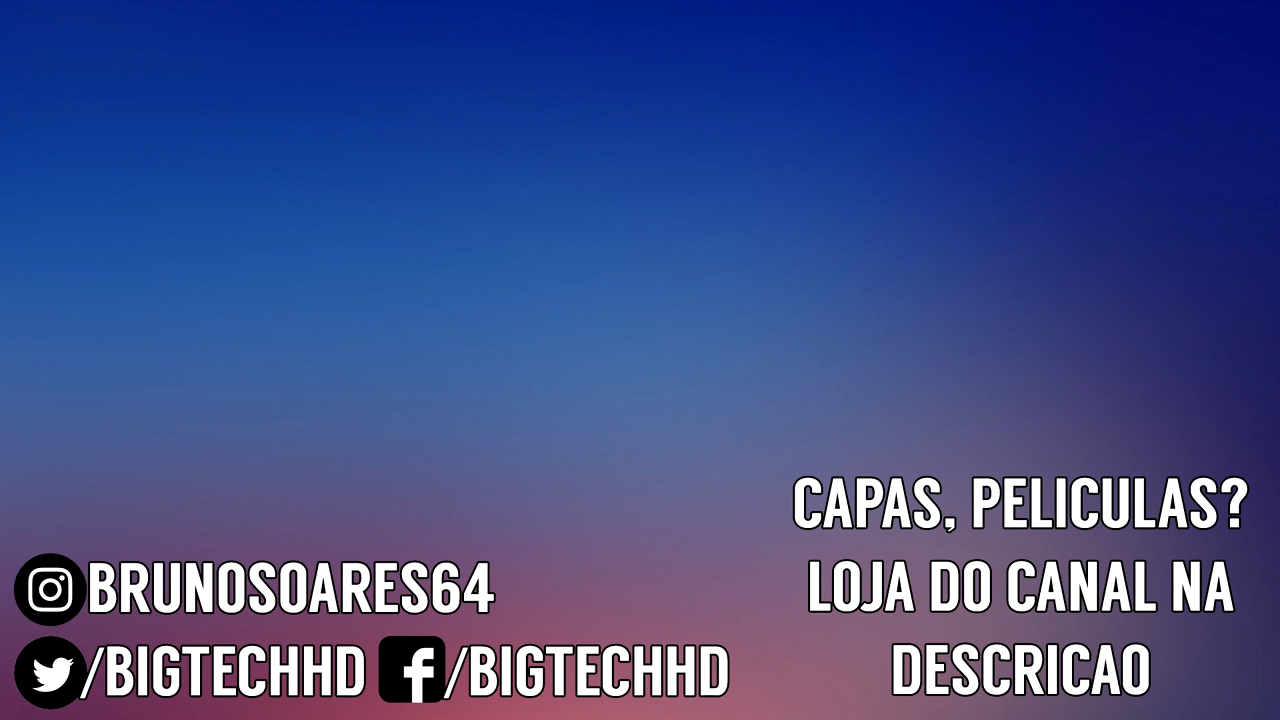 CAPAS, PELICULAS?
LOJA DO CANAL NA
DESCRICAO
BRUNOSOARES64
/BIGTECHHD /BIGTECHHD